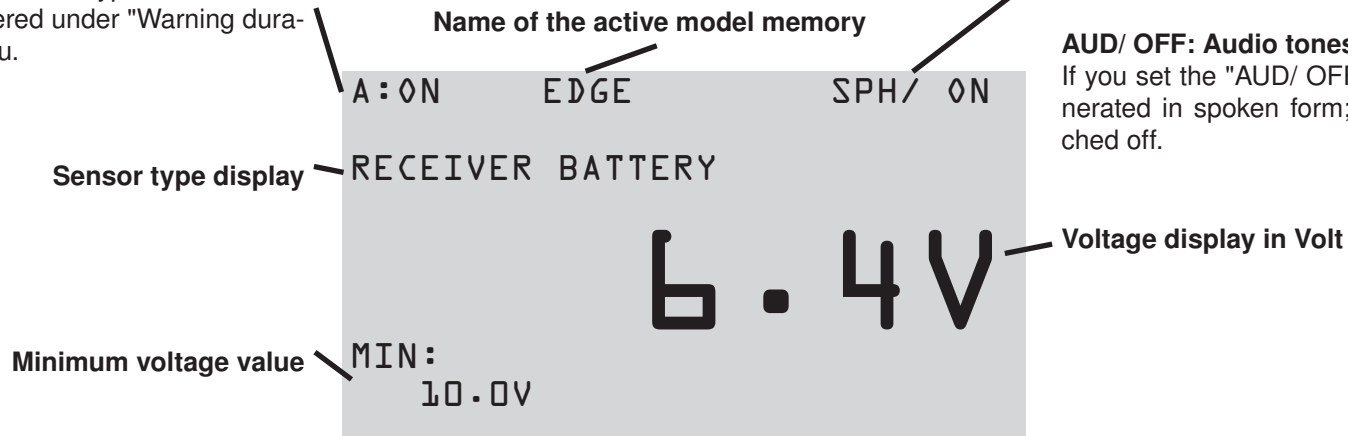 ered under "Warning dura-
u.
Name of the active model memory
AUD/ OFF: Audio tones
If you set the "AUD/ OFF
nerated in spoken form;
ched off.
A:ON EDGE SPH/ ON
Sensor type display
RECEIVER BATTERY
6.4V
Voltage display in Volt
Minimum voltage value
MIN:
10.0V